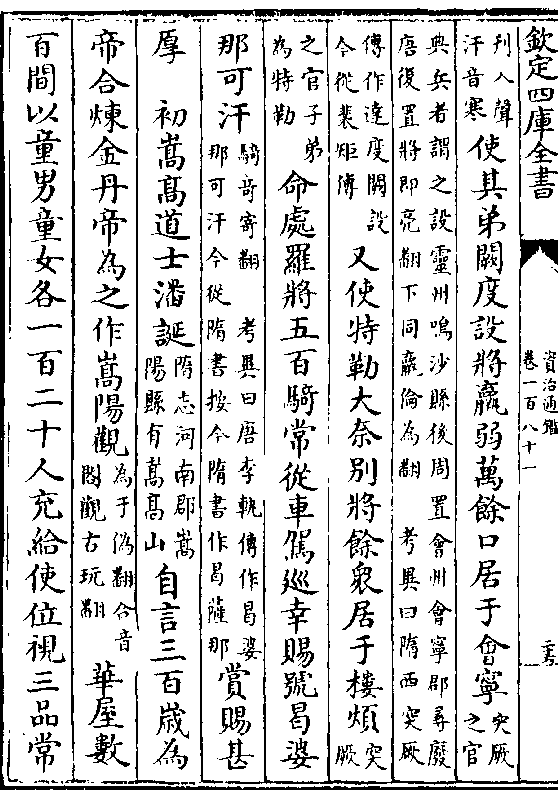 欽定四庫全書
資治通鑑
卷一百八十一
刋入聲
汗音寒
使其弟闕度設將羸弱萬餘口居于會寧
突厥
之官
典兵者謂之設靈州鳴沙縣後周置會州會寧郡尋廢
唐復置將即亮翻下同羸倫為翻 考異曰隋西突厥
傳作達度闕設
今從裴矩傳
又使特勒大奈別將餘衆居于樓煩
突
厥
之官子弟
為特勒
命處羅將五百騎常從車駕巡幸賜號曷婆
那可汗
騎奇寄翻 考異曰唐李軌傳作曷娑
那可汗今從隋書按今隋書作曷薩那
賞賜甚
厚 初嵩髙道士潘誕
隋志河南郡嵩
陽縣有嵩髙山
自言三百歲為
帝合煉金丹帝為之作嵩陽觀
為于偽翻合音
閤觀古玩翻
華屋數
百間以童男童女各一百二十人充給使位視三品常